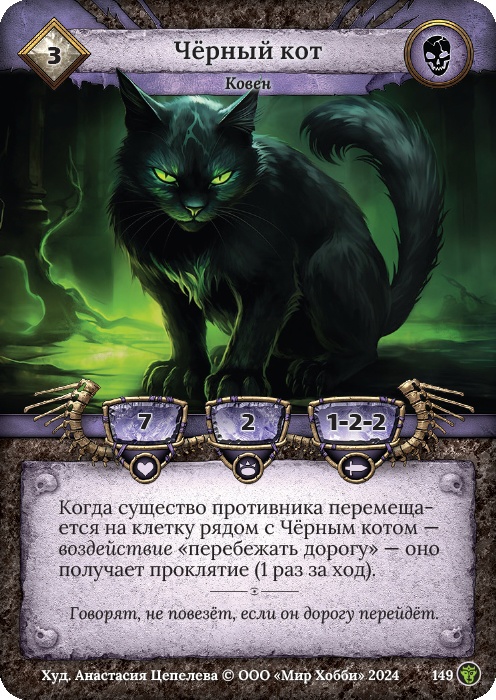 3
Чёрный кот
Ковен
7
2
1-2-2
Когда существо противника перемеща-
ется на клетку рядом с Чёрным котом —
воздействие «перебежать дорогу» — оно
получает проклятие (1 раз за ход).
Говорят, не повезёт, если он дорогу перейдёт.
Худ. Анастасия Цепелева © ООО «Мир Хобби» 2024
149